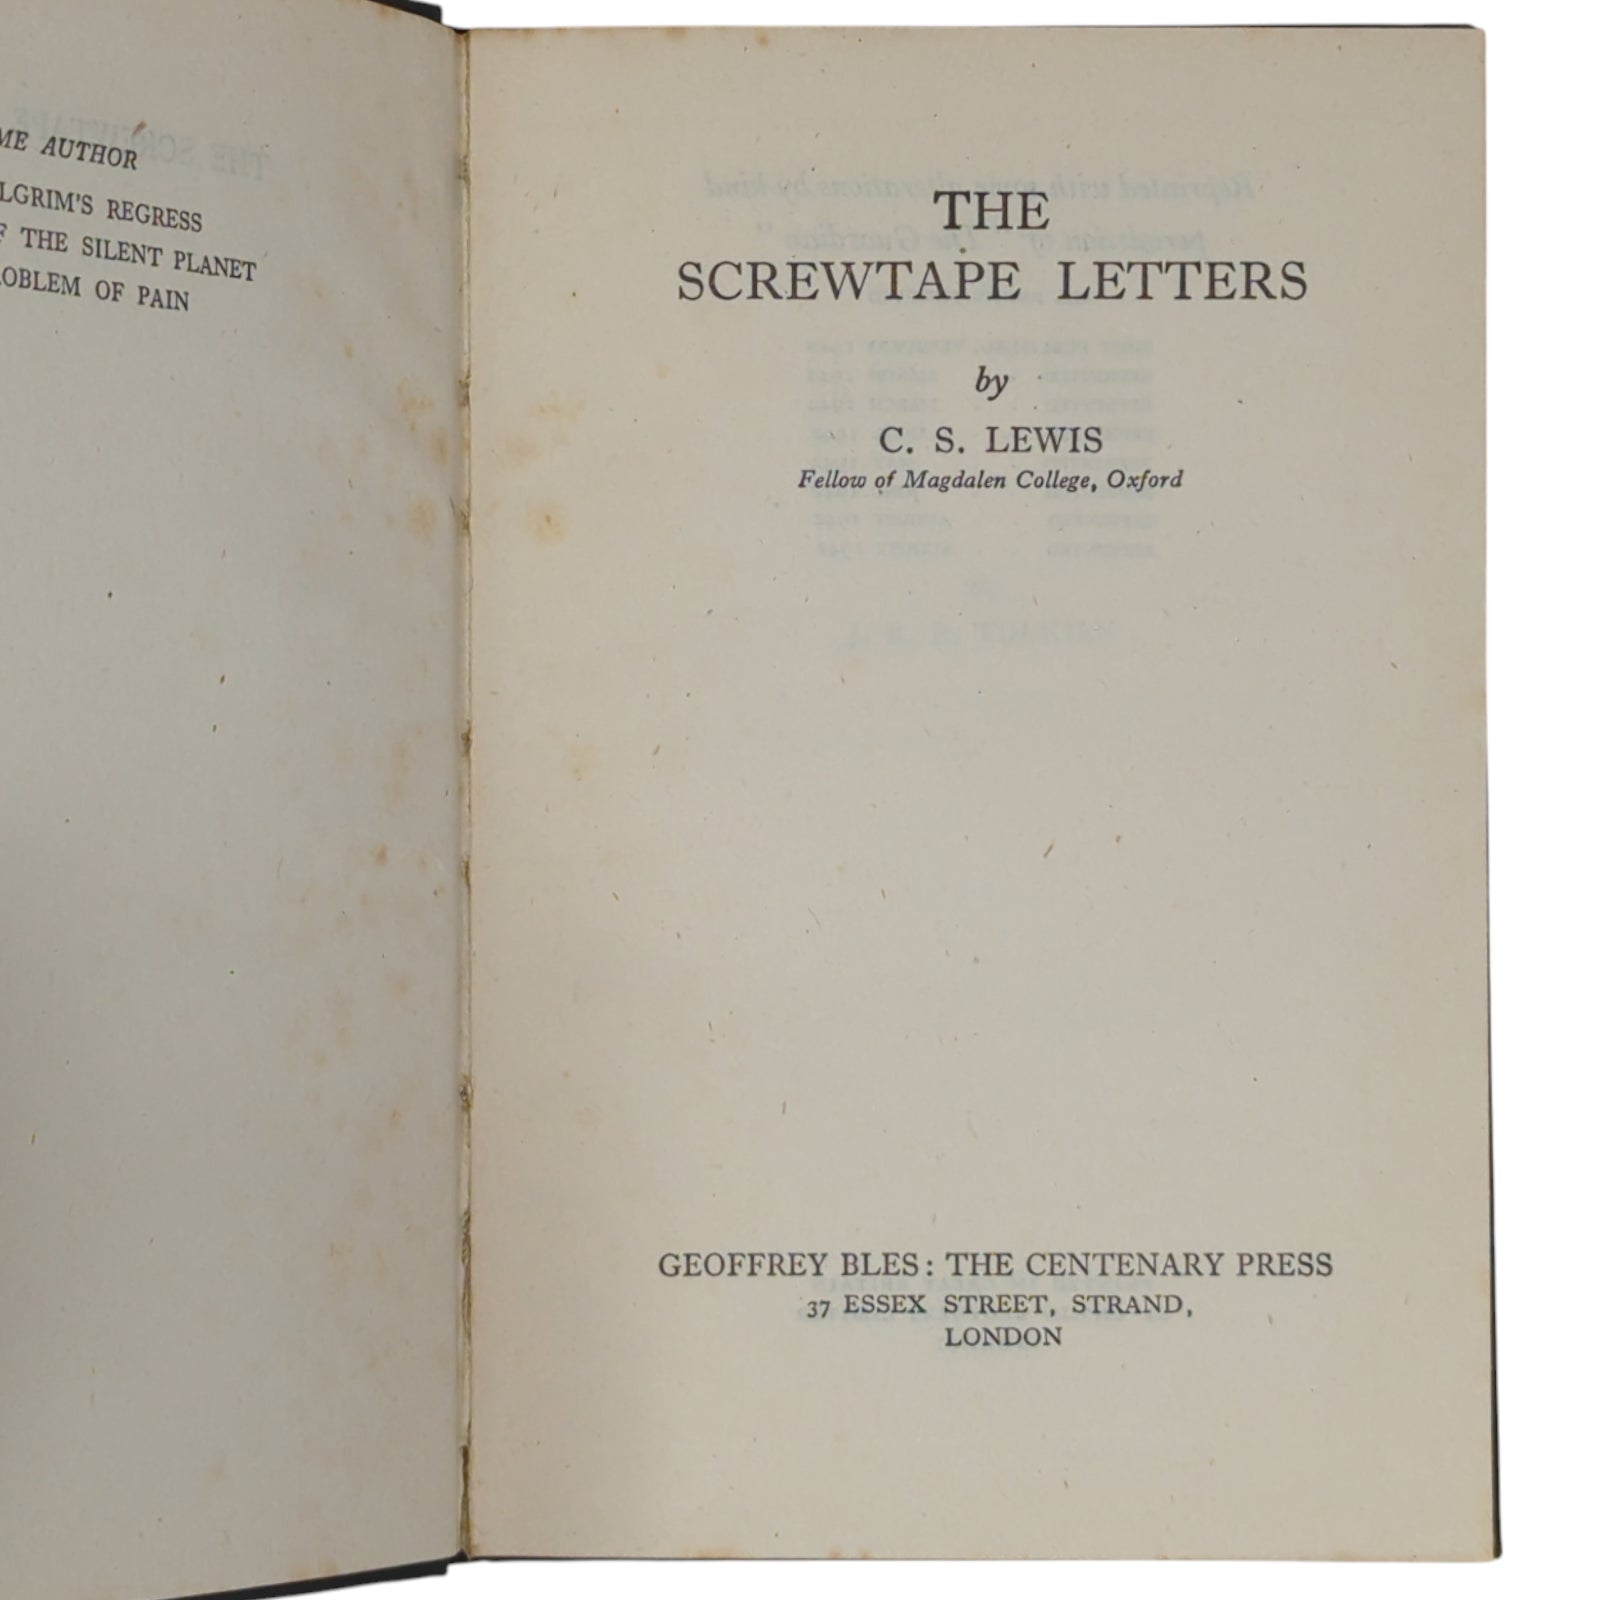 ME AUTHOR
LGRIM'S REGRESS
F THE SILENT PLANET
OBLEM OF PAIN
THE
SCREWTAPE LETTERS
by
C. S. LEWIS
Fellow of Magdalen College, Oxford
GEOFFREY BLES: THE CENTENARY PRESS
37 ESSEX STREET, STRAND,
LONDON